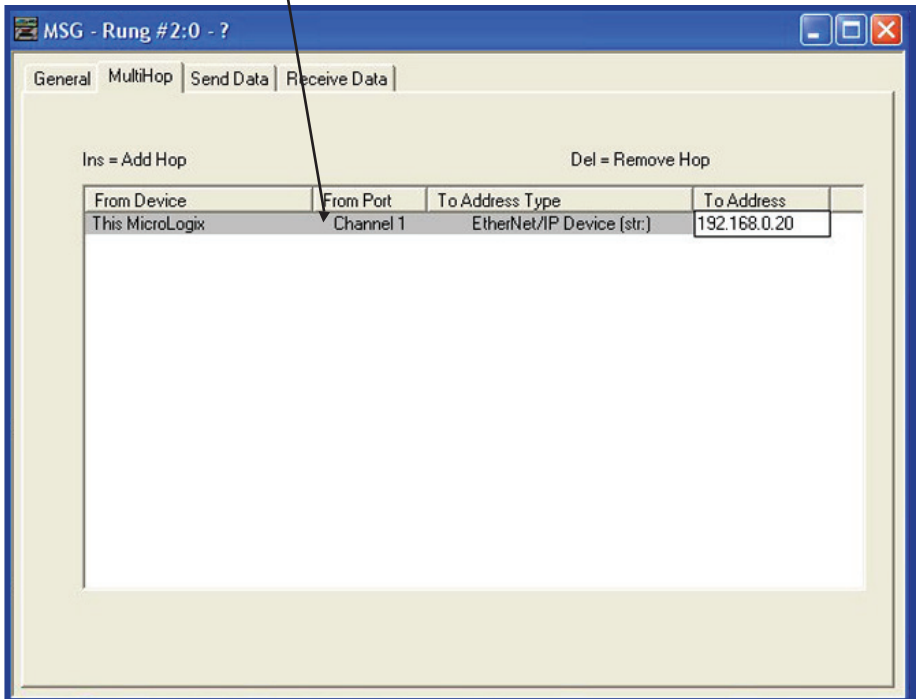 MSG - Rung #2:0 - ?
General MultiHop Send Data Receive Data
Ins = Add Hop Del = Remove Hop
From Device From Port To Address Type To Address
This MicroLogix Channel 1 EtherNet/IP Device (str:) 192.168.0.20